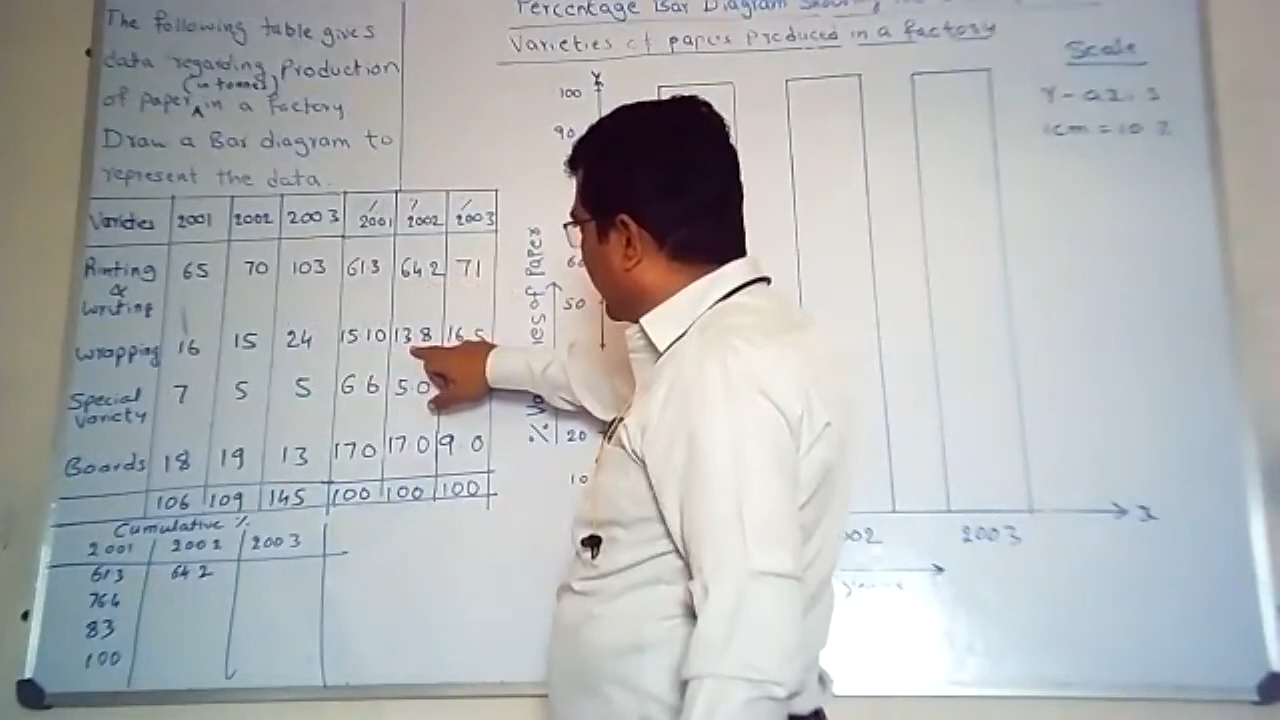 The following table gives
data regarding Production
(in tonnes)
of paper in a factory
Draw a Bar diagram to
represent the data.
Varieties 2001 2002 2003 % 2001 % 2002 % 2003
Printing & Writing 65 70 103 61.3 64.2 71
Wrapping 16 15 24 15.10 13.8 16.5
Special Variety 7 5 5 6.6 5.0
Boards 18 19 13 17.0 17.0 9.0
106 109 145 100 100 100
Cumulative %
2001 2002 2003
61.3 64.2
76.4
83
100
Percentage Bar Diagram Showing the
Varieties of papers Produced in a factory
Scale
1cm = 10 %
Y
100
90
50
20
10
X
002 2003